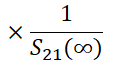 × 1/S₂₁(∞)